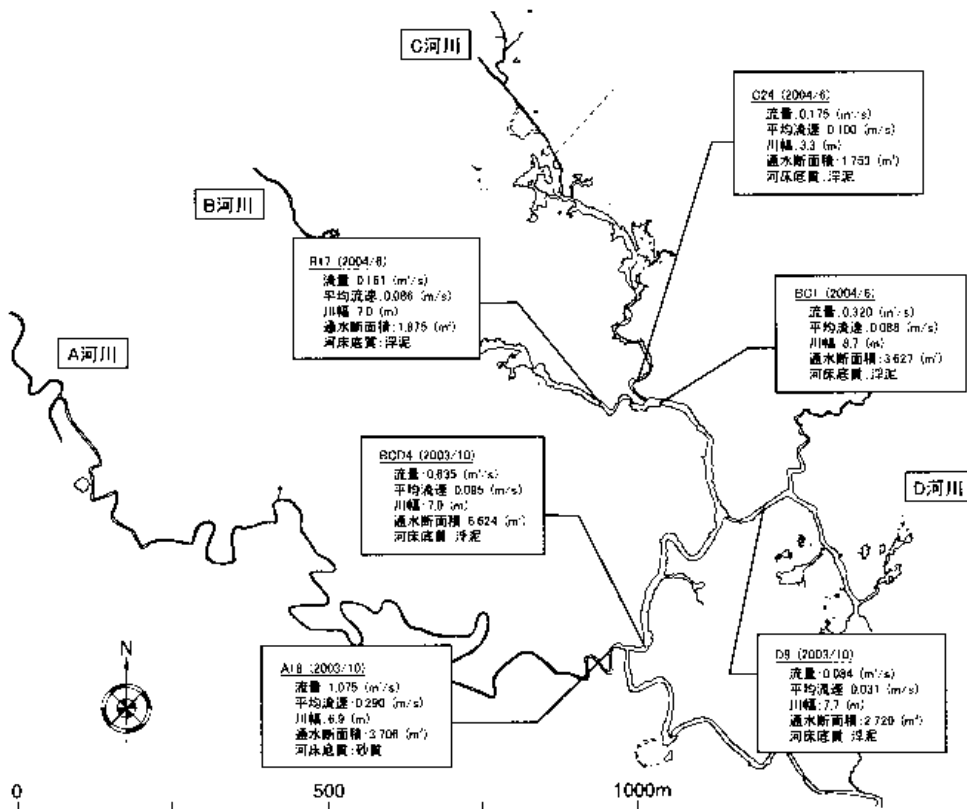 C河川
C24 (2004/6)
流量:0.175 (m³/s)
平均流速 0.100 (m/s)
川幅:3.3 (m)
通水断面積:1.753 (m²)
河床底質:浮泥
B河川
B17 (2004/6)
流量 0.161 (m³/s)
平均流速:0.086 (m/s)
川幅 7.0 (m)
通水断面積:1.875 (m²)
河床底質:浮泥
BC1 (2004/6)
流量:0.320 (m³/s)
平均流速:0.088 (m/s)
川幅:8.7 (m)
通水断面積:3.627 (m²)
河床底質:浮泥
A河川
BCD4 (2003/10)
流量:0.635 (m³/s)
平均流速 0.095 (m/s)
川幅:7.9 (m)
通水断面積 6.624 (m²)
河床底質 浮泥
D河川
N
A18 (2003/10)
流量:1.075 (m³/s)
平均流速:0.290 (m/s)
川幅:6.9 (m)
通水断面積:3.706 (m²)
河床底質:砂質
D9 (2003/10)
流量:0.084 (m³/s)
平均流速 0.031 (m/s)
川幅:7.7 (m)
通水断面積:2.720 (m²)
河床底質 浮泥
0 500 1000m